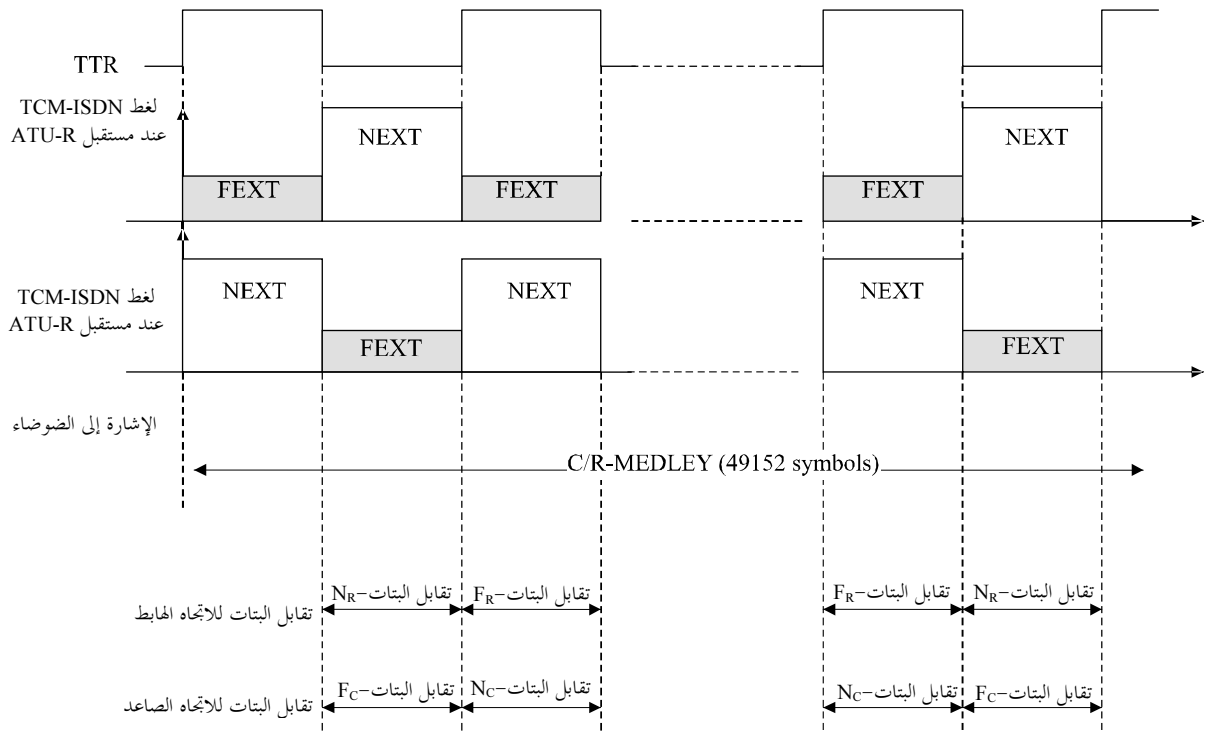 TTR
لغط TCM-ISDN
عند مستقبل ATU-R
NEXT
NEXT
FEXT
FEXT
FEXT
لغط TCM-ISDN
عند مستقبل ATU-R
NEXT
NEXT
NEXT
FEXT
FEXT
الإشارة إلى الضوضاء
C/R-MEDLEY (49152 symbols)
تقابل البتات للاتجاه الهابط
تقابل البتات–NR
تقابل البتات–FR
تقابل البتات–FR
تقابل البتات–NR
تقابل البتات للاتجاه الصاعد
تقابل البتات–FC
تقابل البتات–NC
تقابل البتات–NC
تقابل البتات–FC